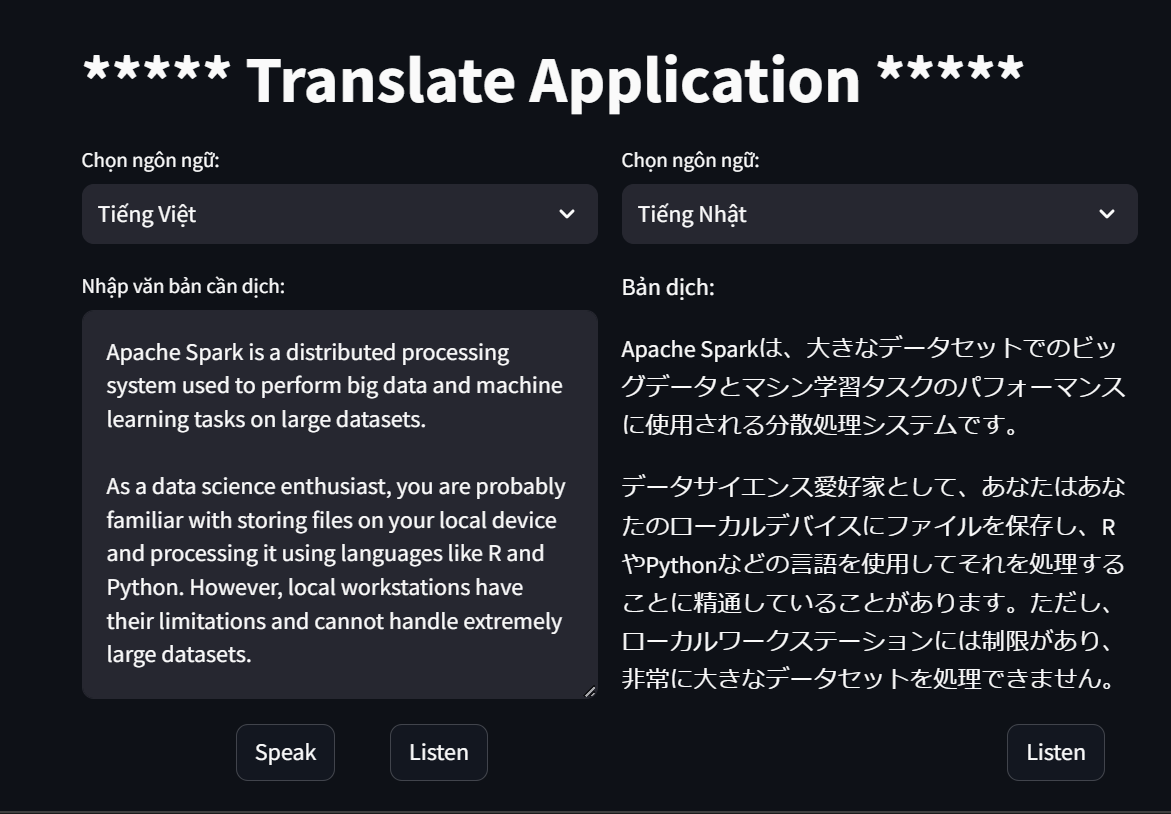 ***** Translate Application *****
Chọn ngôn ngữ:
Tiếng Việt
Nhập văn bản cần dịch:
Apache Spark is a distributed processing
system used to perform big data and machine
learning tasks on large datasets.
As a data science enthusiast, you are probably
familiar with storing files on your local device
and processing it using languages like R and
Python. However, local workstations have
their limitations and cannot handle extremely
large datasets.
Speak
Listen
Chọn ngôn ngữ:
Tiếng Nhật
Bản dịch:
Apache Sparkは、大きなデータセットでのビッ
グデータとマシン学習タスクのパフォーマンス
に使用される分散処理システムです。
データサイエンス愛好家として、あなたはあな
たのローカルデバイスにファイルを保存し、R
やPythonなどの言語を使用してそれを処理する
ことに精通していることがあります。ただし、
ローカルワークステーションには制限があり、
非常に大きなデータセットを処理できません。
Listen